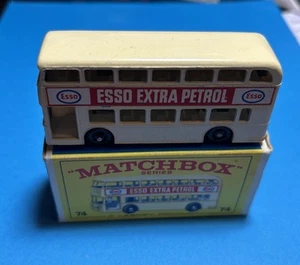 Esso ESSO EXTRA PETROL Esso
"MATCHBOX"
SERIES
ESSO EXTRA PETROL
74 74